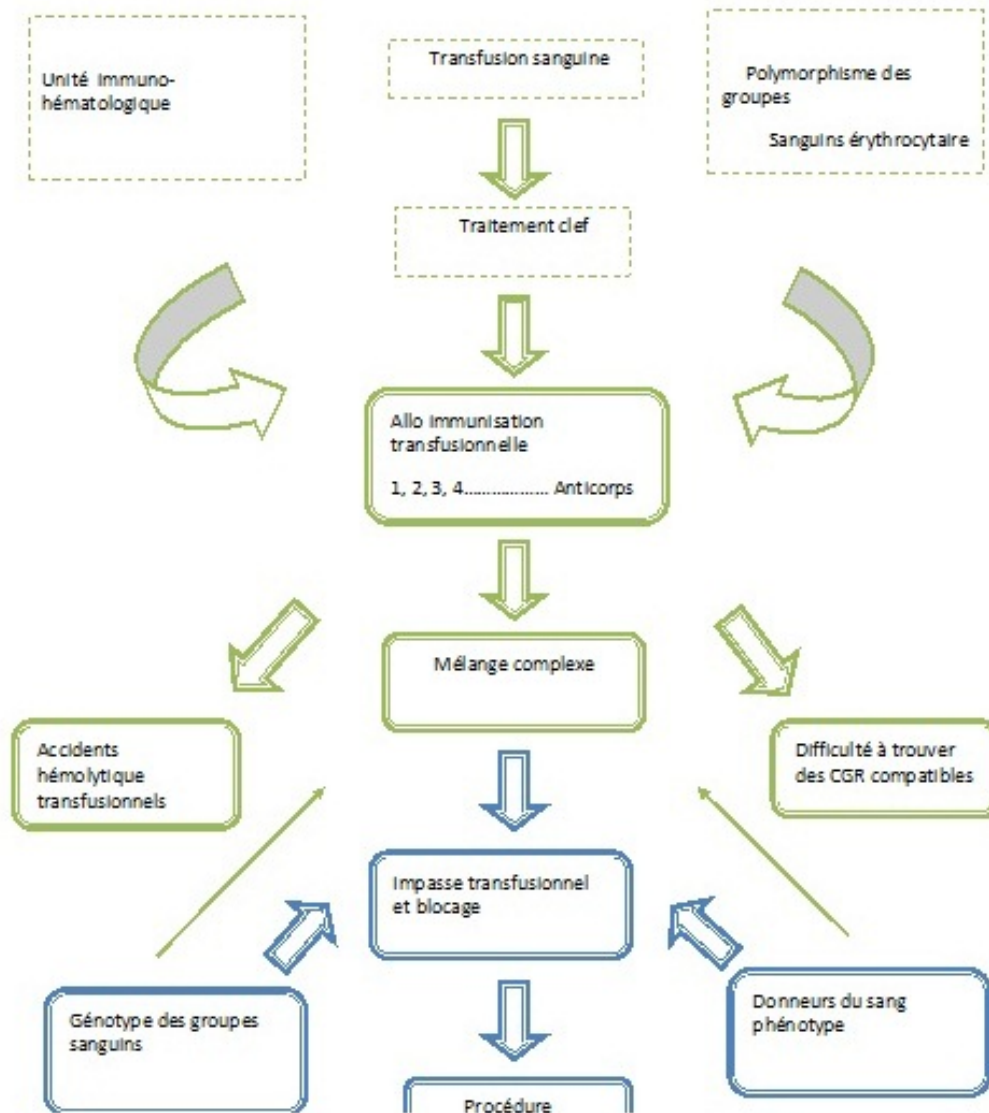 Unité immuno-
hématologique
Transfusion sanguine
Polymorphisme des
groupes
Sanguins érythrocytaire
Traitement clef
Allo immunisation
transfusionnelle
1, 2, 3, 4.................. Anticorps
Mélange complexe
Accidents
hémolytique
transfusionnels
Difficulté à trouver
des CGR compatibles
Impasse transfusionnel
et blocage
Génotype des groupes
sanguins
Donneurs du sang
phénotype
Procédure